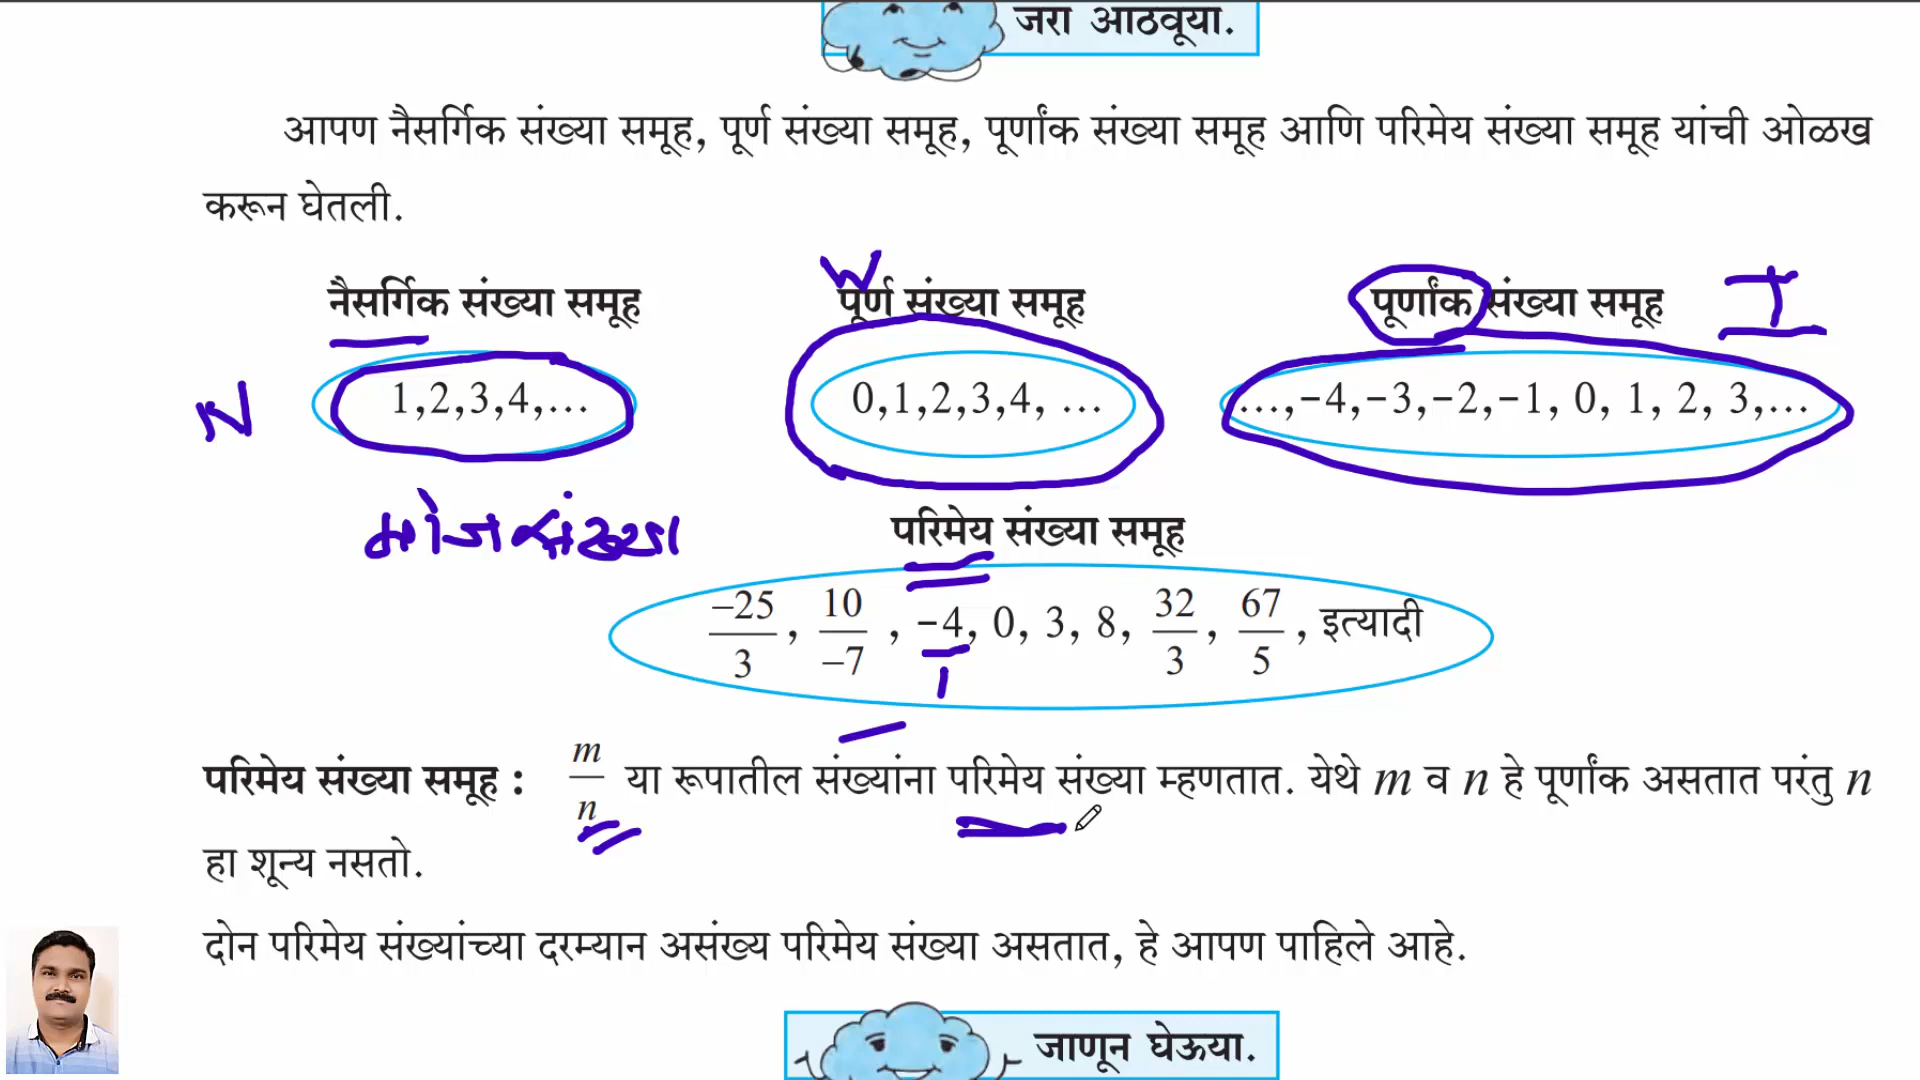 जरा आठवूया.
आपण नैसर्गिक संख्या समूह, पूर्ण संख्या समूह, पूर्णांक संख्या समूह आणि परिमेय संख्या समूह यांची ओळख
करून घेतली.
W
नैसर्गिक संख्या समूह पूर्ण संख्या समूह पूर्णांक संख्या समूह I
N 1,2,3,4,... 0,1,2,3,4, ... ...,−4,−3,−2,−1, 0, 1, 2, 3,...
मोजसंख्या परिमेय संख्या समूह
−25/3, 10/−7, −4, 0, 3, 8, 32/3, 67/5, इत्यादी
1
परिमेय संख्या समूह : m/n या रूपातील संख्यांना परिमेय संख्या म्हणतात. येथे m व n हे पूर्णांक असतात परंतु n
हा शून्य नसतो.
दोन परिमेय संख्यांच्या दरम्यान असंख्य परिमेय संख्या असतात, हे आपण पाहिले आहे.
जाणून घेऊया.